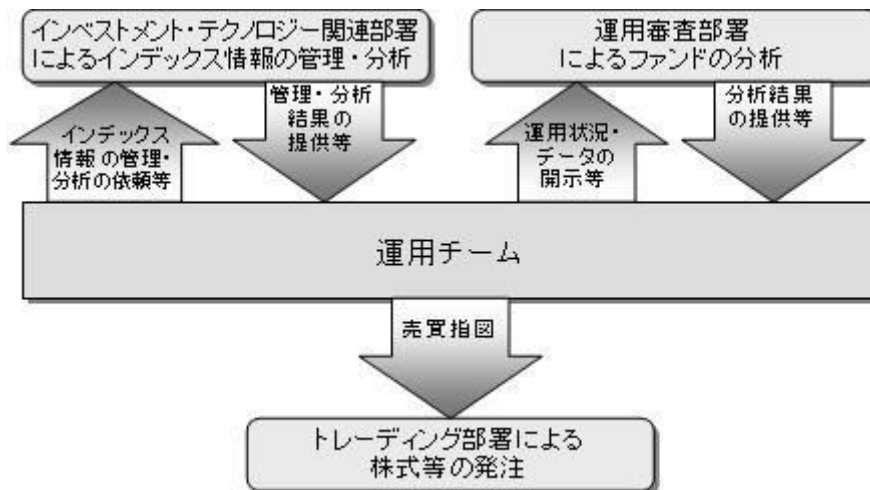 インベストメント・テクノロジー関連部署
によるインデックス情報の管理・分析
運用審査部署
によるファンドの分析
インデックス
情報の管理・
分析の依頼等
管理・分析
結果の
提供等
運用状況・
データの
開示等
分析結果
の提供等
運用チーム
売買指図
トレーディング部署による
株式等の発注